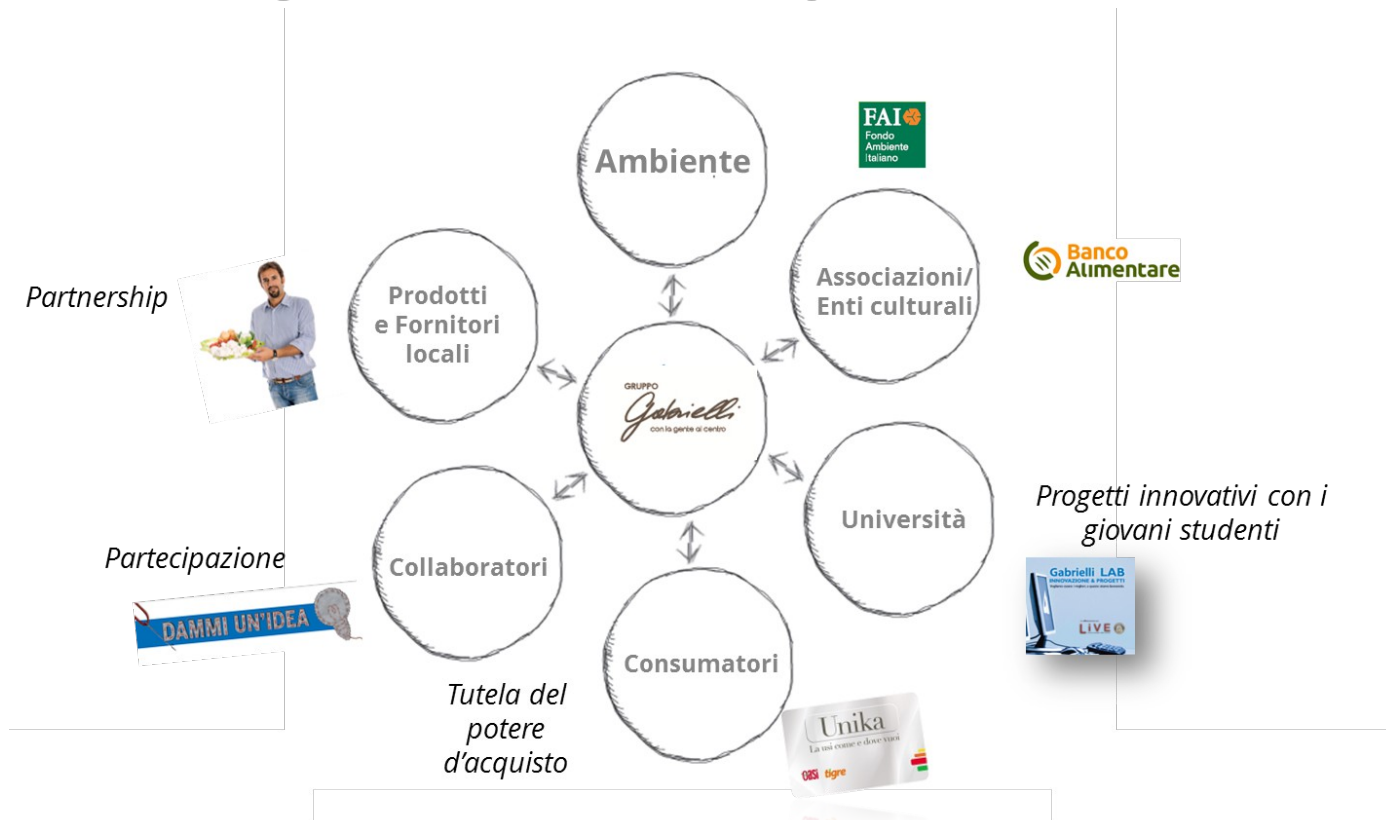 Ambiente
FAI
Fondo
Ambiente
Italiano
Associazioni/
Enti culturali
Banco
Alimentare
Partnership
Prodotti
e Fornitori
locali
GRUPPO
Gabrielli
con la gente al centro
Università
Progetti innovativi con i
giovani studenti
Gabrielli LAB
INNOVAZIONE & PROGETTI
LiVE
Partecipazione
DAMMI UN'IDEA
Collaboratori
Consumatori
Tutela del
potere
d'acquisto
Unika
La usi come e dove vuoi
Oasi tigre